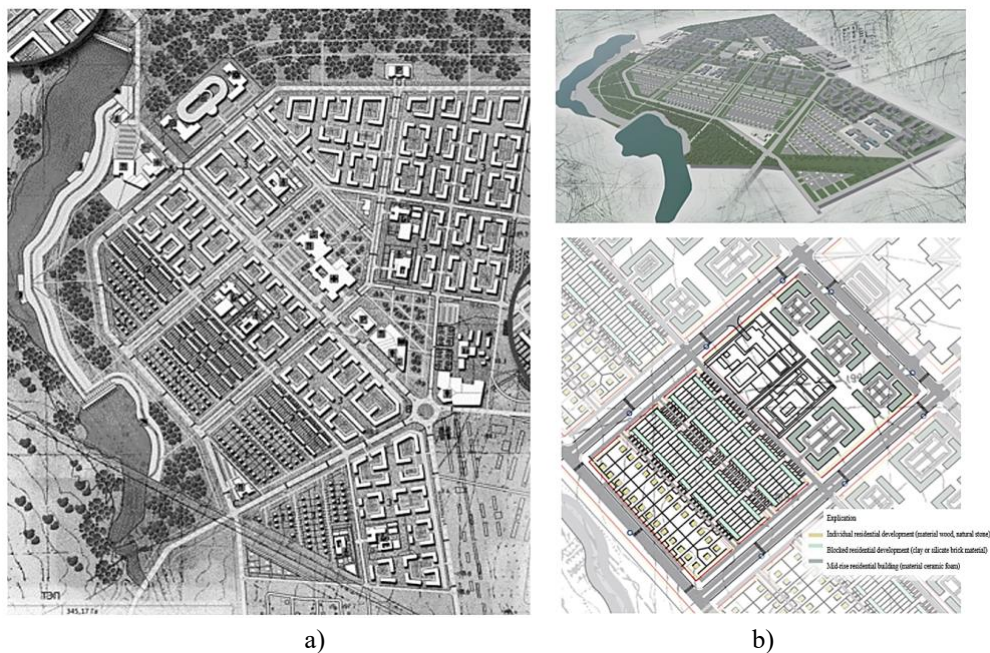 ТЭП
345,17 Га
Explication
Individual residential development (material wood, natural stone)
Blocked residential development (clay or silicate brick material)
Mid-rise residential building (material ceramic foam)
a)
b)